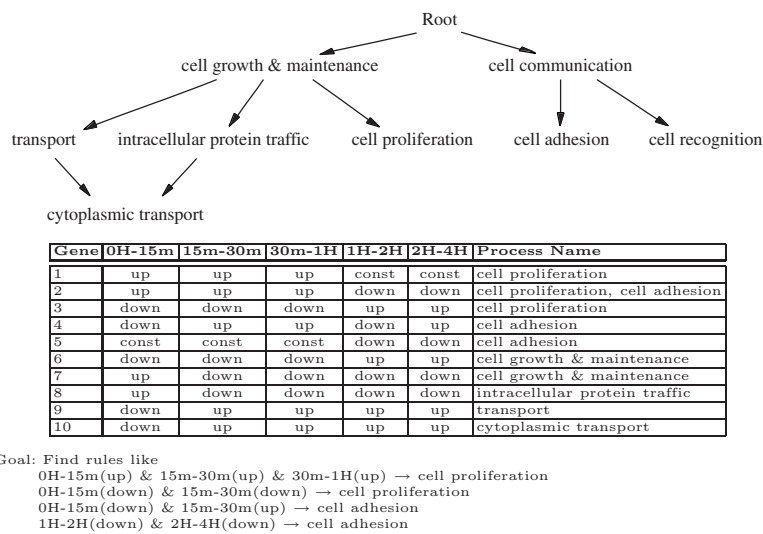 Root
cell growth & maintenance cell communication
transport intracellular protein traffic cell proliferation cell adhesion cell recognition
cytoplasmic transport
Gene 0H-15m 15m-30m 30m-1H 1H-2H 2H-4H Process Name
1 up up up const const cell proliferation
2 up up up down down cell proliferation, cell adhesion
3 down down down up up cell proliferation
4 down up up down up cell adhesion
5 const const const down down cell adhesion
6 down down down up up cell growth & maintenance
7 up down down down down cell growth & maintenance
8 up down down down down intracellular protein traffic
9 down up up up up transport
10 down up up up up cytoplasmic transport
Goal: Find rules like
0H-15m(up) & 15m-30m(up) & 30m-1H(up) → cell proliferation
0H-15m(down) & 15m-30m(down) → cell proliferation
0H-15m(down) & 15m-30m(up) → cell adhesion
1H-2H(down) & 2H-4H(down) → cell adhesion